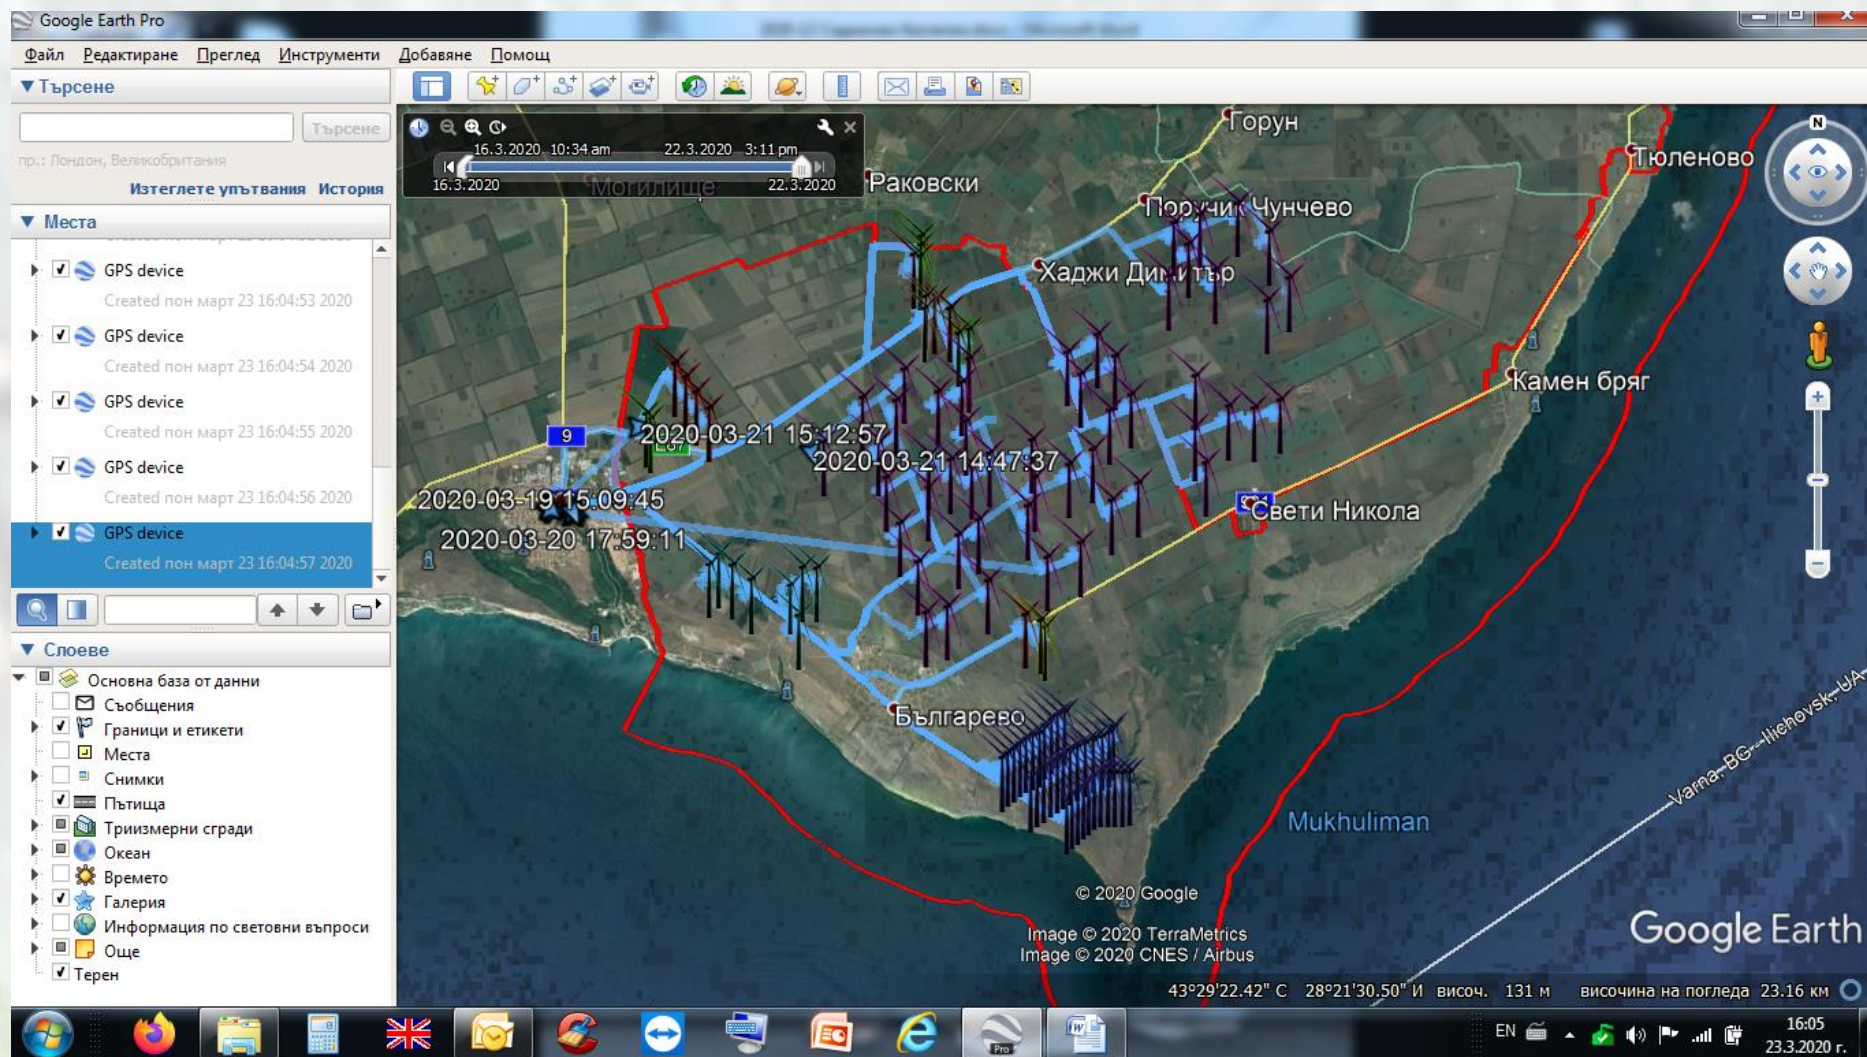 Google Earth Pro
Файл Редактиране Преглед Инструменти Добавяне Помощ
Търсене
Търсене
пр.: Лондон, Великобритания
Изтеглете упътвания История
Места
GPS device
Created пон март 23 16:04:53 2020
GPS device
Created пон март 23 16:04:54 2020
GPS device
Created пон март 23 16:04:55 2020
GPS device
Created пон март 23 16:04:56 2020
GPS device
Created пон март 23 16:04:57 2020
Слоеве
Основна база от данни
Съобщения
Граници и етикети
Места
Снимки
Пътища
Триизмерни сгради
Океан
Времето
Галерия
Информация по световни въпроси
Още
Терен
16.3.2020 10:34 am 22.3.2020 3:11 pm
16.3.2020 22.3.2020
Могилище
Раковски
Горун
Тюленово
N
Поручик Чунчево
Хаджи Димитър
Камен бряг
9
2020-03-21 15:12:57
2020-03-21 14:47:37
2020-03-19 15:09:45
2020-03-20 17:59:11
Свети Никола
Българево
Mukhuliman
Varna, BG--Ilichovsk, UA
© 2020 Google
Image © 2020 TerraMetrics
Image © 2020 CNES / Airbus
Google Earth
43°29'22.42" С 28°21'30.50" И височ. 131 м височина на погледа 23.16 км
Pro
EN
16:05
23.3.2020 г.